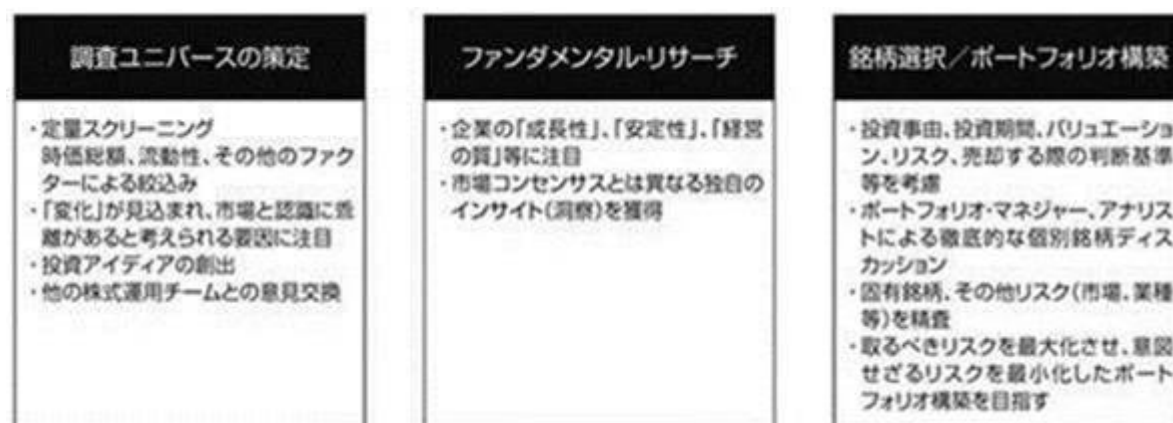 調査ユニバースの策定
・定量スクリーニング
時価総額、流動性、その他のファク
ターによる絞込み
・「変化」が見込まれ、市場と認識に乖
離があると考えられる要因に注目
・投資アイディアの創出
・他の株式運用チームとの意見交換
ファンダメンタル・リサーチ
・企業の「成長性」、「安定性」、「経営
の質」等に注目
・市場コンセンサスとは異なる独自の
インサイト(洞察)を獲得
銘柄選択／ポートフォリオ構築
・投資事由、投資期間、バリュエーショ
ン、リスク、売却する際の判断基準
等を考慮
・ポートフォリオ・マネジャー、アナリス
トによる徹底的な個別銘柄ディス
カッション
・固有銘柄、その他リスク(市場、業種
等)を精査
・取るべきリスクを最大化させ、意図
せざるリスクを最小化したポート
フォリオ構築を目指す